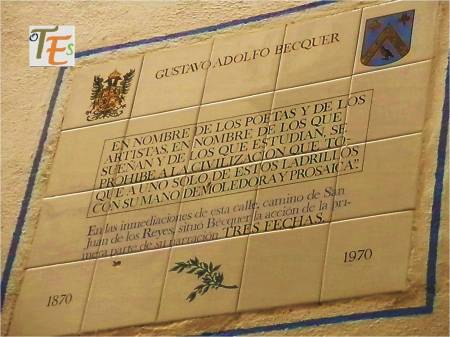 TES
GUSTAVO ADOLFO BECQUER
EN NOMBRE DE LOS POETAS Y DE LOS
ARTISTAS, EN NOMBRE DE LOS QUE
SUEÑAN Y DE LOS QUE ESTUDIAN, SE
PROHIBE A LA CIVILIZACION QUE TO-
QUE A UNO SOLO DE ESTOS LADRILLOS
CON SU MANO DEMOLEDORA Y PROSAICA".
En las inmediaciones de esta calle, camino de San
Juan de los Reyes, situó Bécquer la acción de la pri-
mera parte de su narración TRES FECHAS.
1870
1970